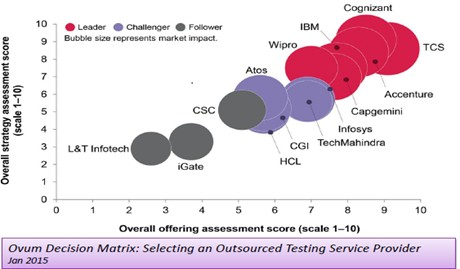 Leader Challenger Follower
Bubble size represents market impact.
Overall strategy assessment score
(scale 1–10)
10
9
8
7
6
5
4
3
2
1
0
0 1 2 3 4 5 6 7 8 9 10
Cognizant
IBM
TCS
Wipro
Atos
Accenture
Capgemini
CSC
Infosys
TechMahindra
CGI
HCL
L&T Infotech
iGate
Overall offering assessment score (scale 1–10)
Ovum Decision Matrix: Selecting an Outsourced Testing Service Provider
Jan 2015